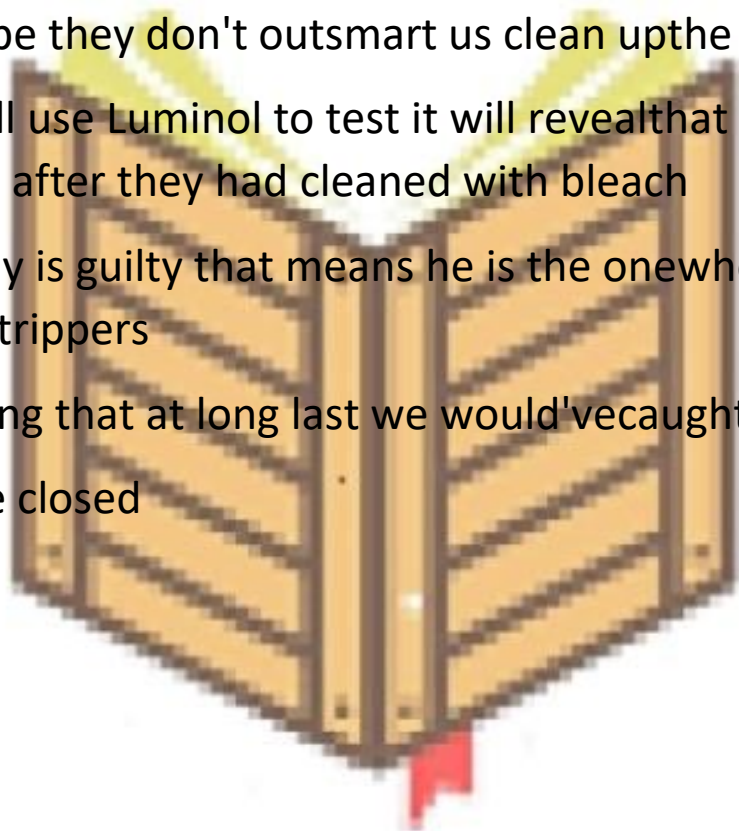 be they don't outsmart us clean upthe
ll use Luminol to test it will revealthat
after they had cleaned with bleach
y is guilty that means he is the onewh
trippers
ng that at long last we would'vecaught
e closed